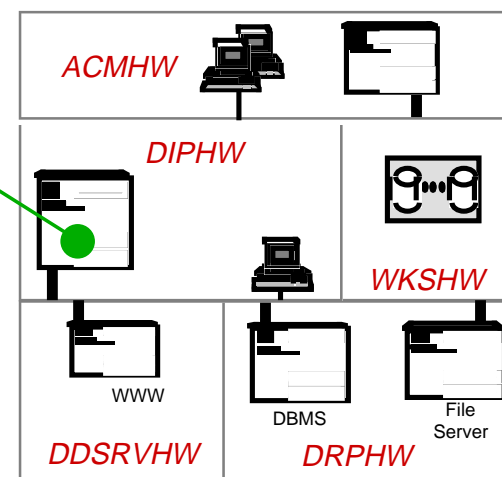 ACMHW
DIPHW
WKSHW
WWW
DBMS
File
Server
DDSRVHW
DRPHW